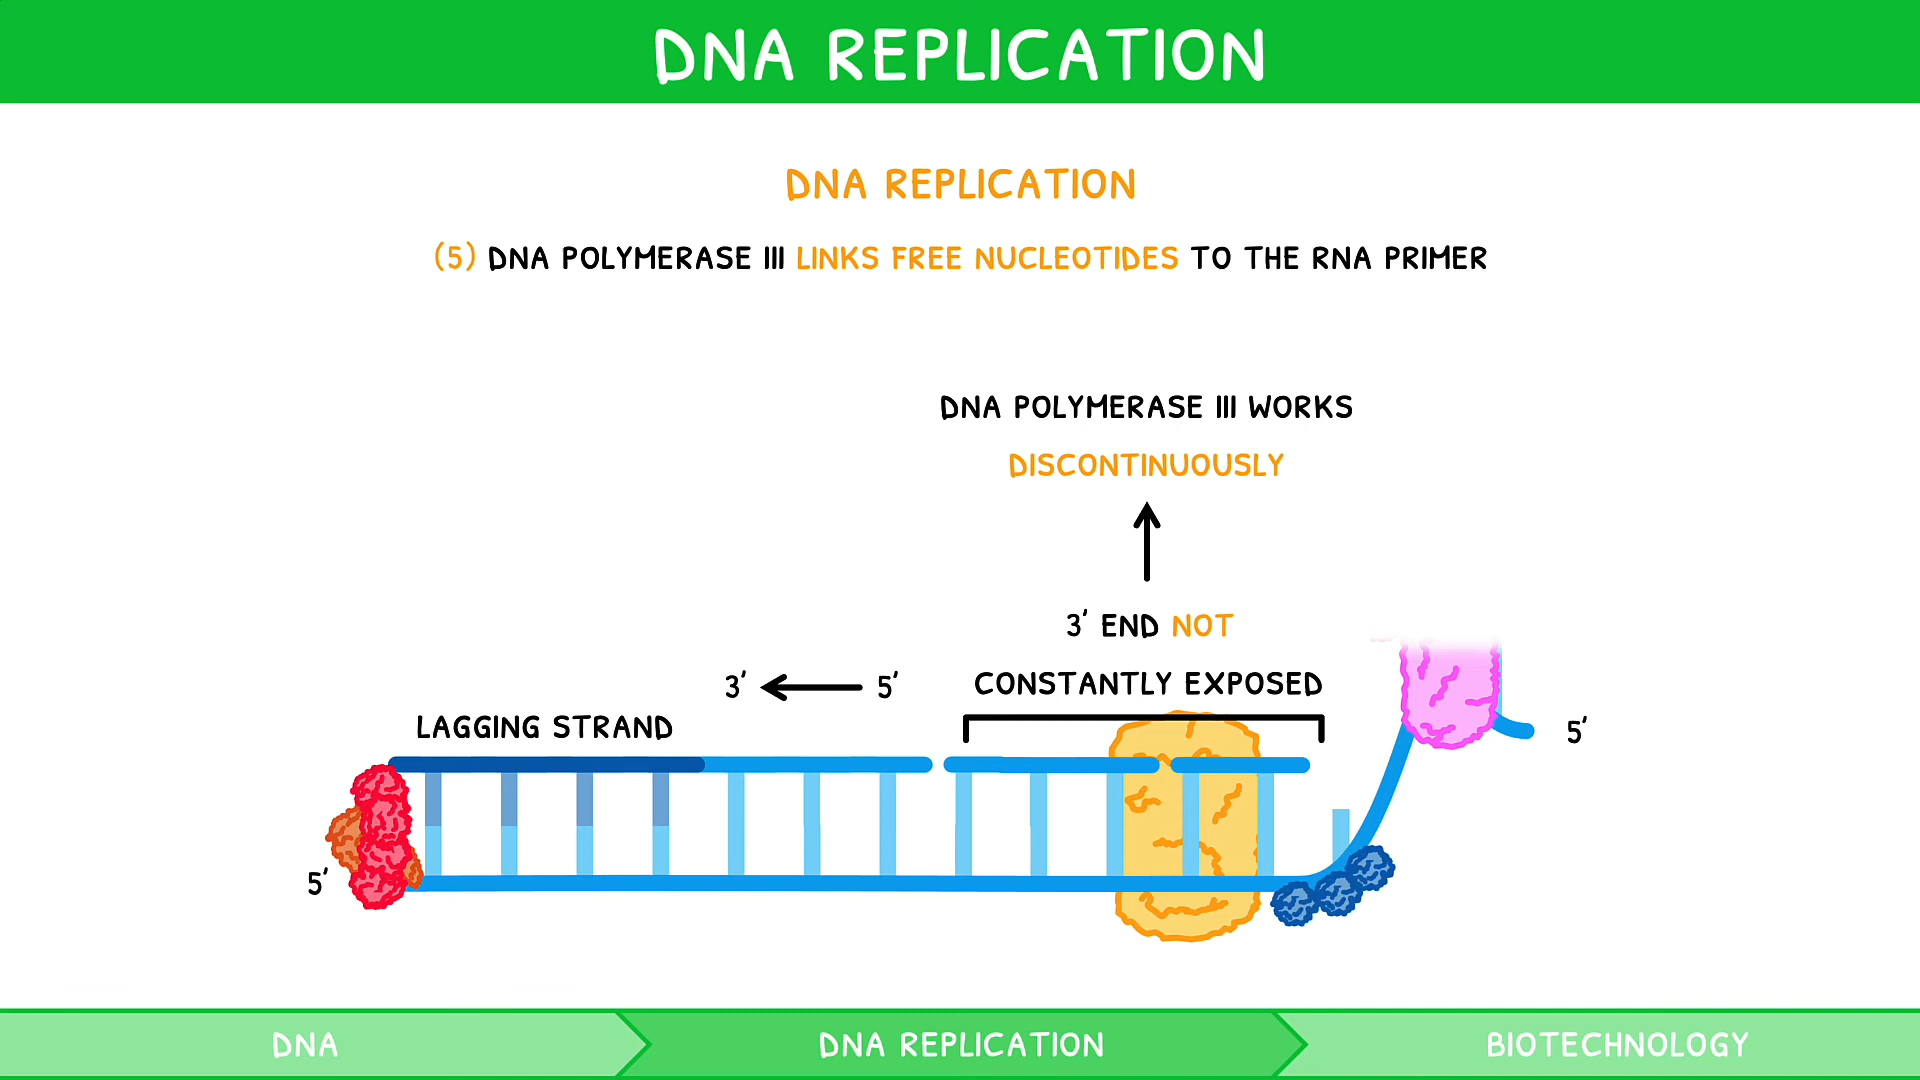 DNA REPLICATION
DNA REPLICATION
(5) DNA POLYMERASE III LINKS FREE NUCLEOTIDES TO THE RNA PRIMER
DNA POLYMERASE III WORKS
DISCONTINUOUSLY
3' END NOT
CONSTANTLY EXPOSED
3' 5'
LAGGING STRAND
5'
5'
DNA
DNA REPLICATION
BIOTECHNOLOGY